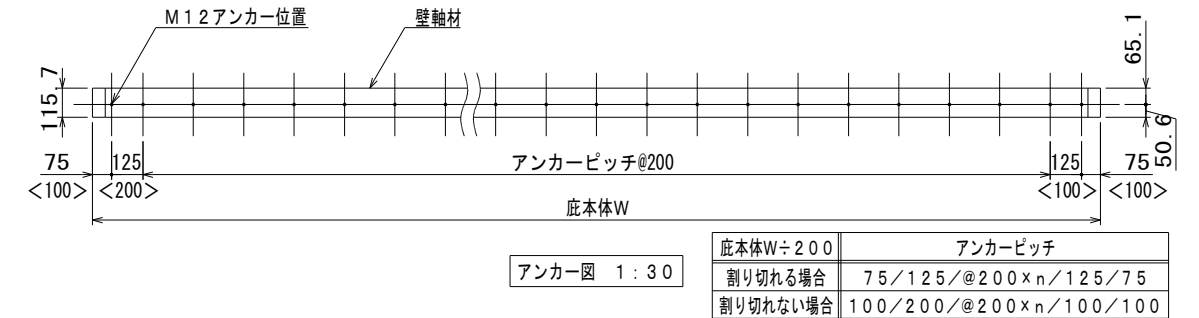 Ｍ１２アンカー位置
壁軸材
65.1
115.7
50.6
75
125
アンカーピッチ@200
125
75
<100>
<200>
<100>
<100>
庇本体W
アンカー図 １：３０
庇本体W÷２００ アンカーピッチ
割り切れる場合 ７５／１２５／@２００×ｎ／１２５／７５
割り切れない場合 １００／２００／@２００×ｎ／１００／１００